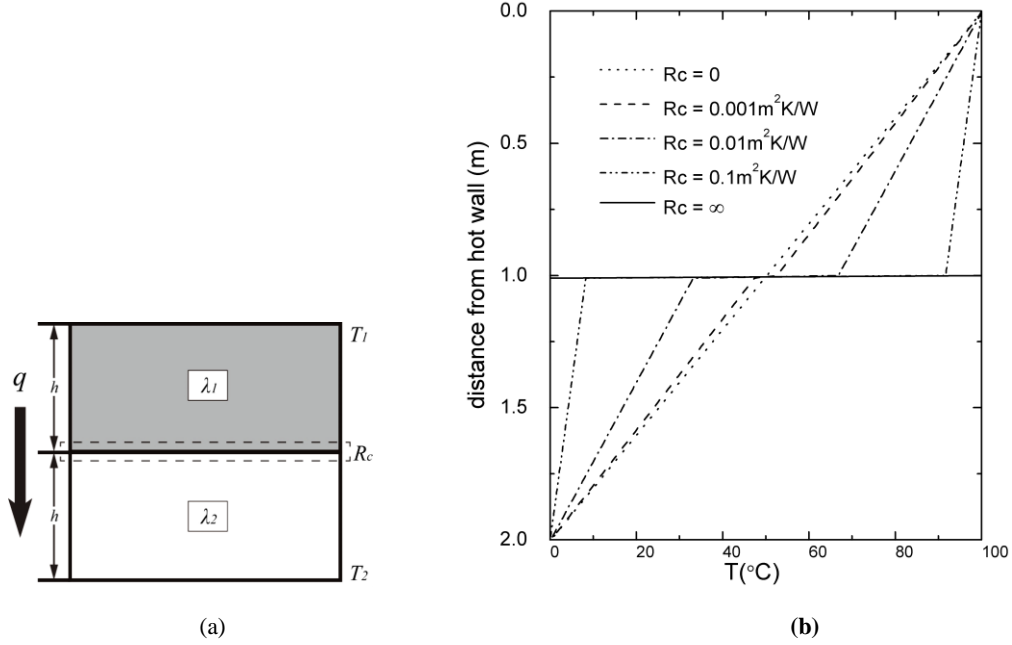 T1
q
h
λ1
Rc
h
λ2
T2
(a)
0.0
0.5
1.0
1.5
2.0
distance from hot wall (m)
Rc = 0
Rc = 0.001m²K/W
Rc = 0.01m²K/W
Rc = 0.1m²K/W
Rc = ∞
0
20
40
60
80
100
T(°C)
(b)